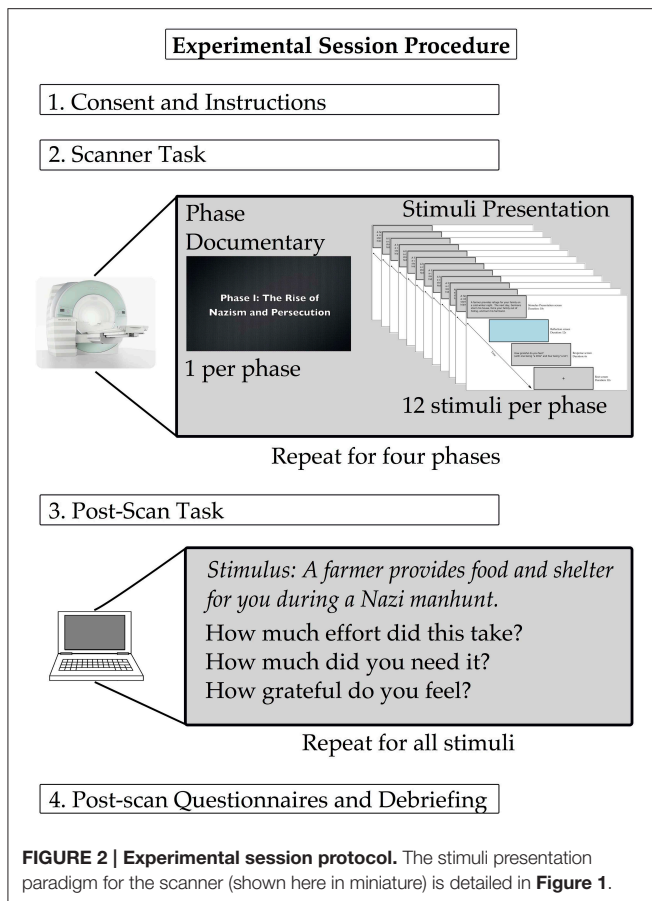 Experimental Session Procedure
1. Consent and Instructions
2. Scanner Task
Phase
Documentary
Phase I: The Rise of
Nazism and Persecution
1 per phase
Stimuli Presentation
12 stimuli per phase
Repeat for four phases
3. Post-Scan Task
Stimulus: A farmer provides food and shelter
for you during a Nazi manhunt.
How much effort did this take?
How much did you need it?
How grateful do you feel?
Repeat for all stimuli
4. Post-scan Questionnaires and Debriefing
FIGURE 2 | Experimental session protocol. The stimuli presentation
paradigm for the scanner (shown here in miniature) is detailed in Figure 1.